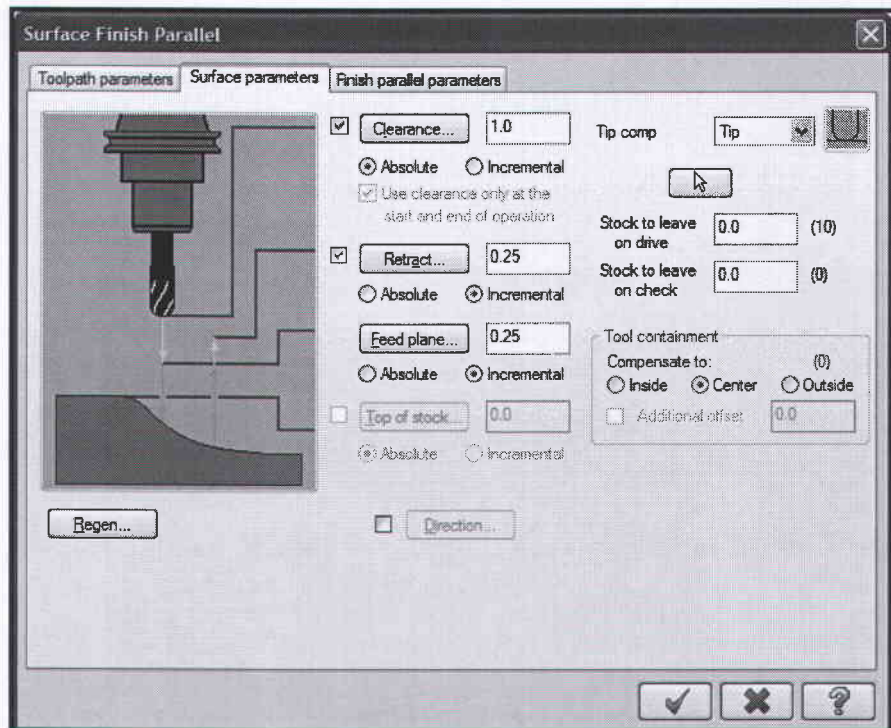 Surface Finish Parallel
Toolpath parameters
Surface parameters
Finish parallel parameters
Clearance... 1.0
Absolute Incremental
Use clearance only at the
start and end of operation
Retract... 0.25
Absolute Incremental
Feed plane... 0.25
Absolute Incremental
Top of stock... 0.0
Absolute Incremental
Tip comp Tip
Stock to leave
on drive 0.0 (10)
Stock to leave
on check 0.0 (0)
Tool containment
Compensate to: (0)
Inside Center Outside
Additional offset 0.0
Regen...
Direction...